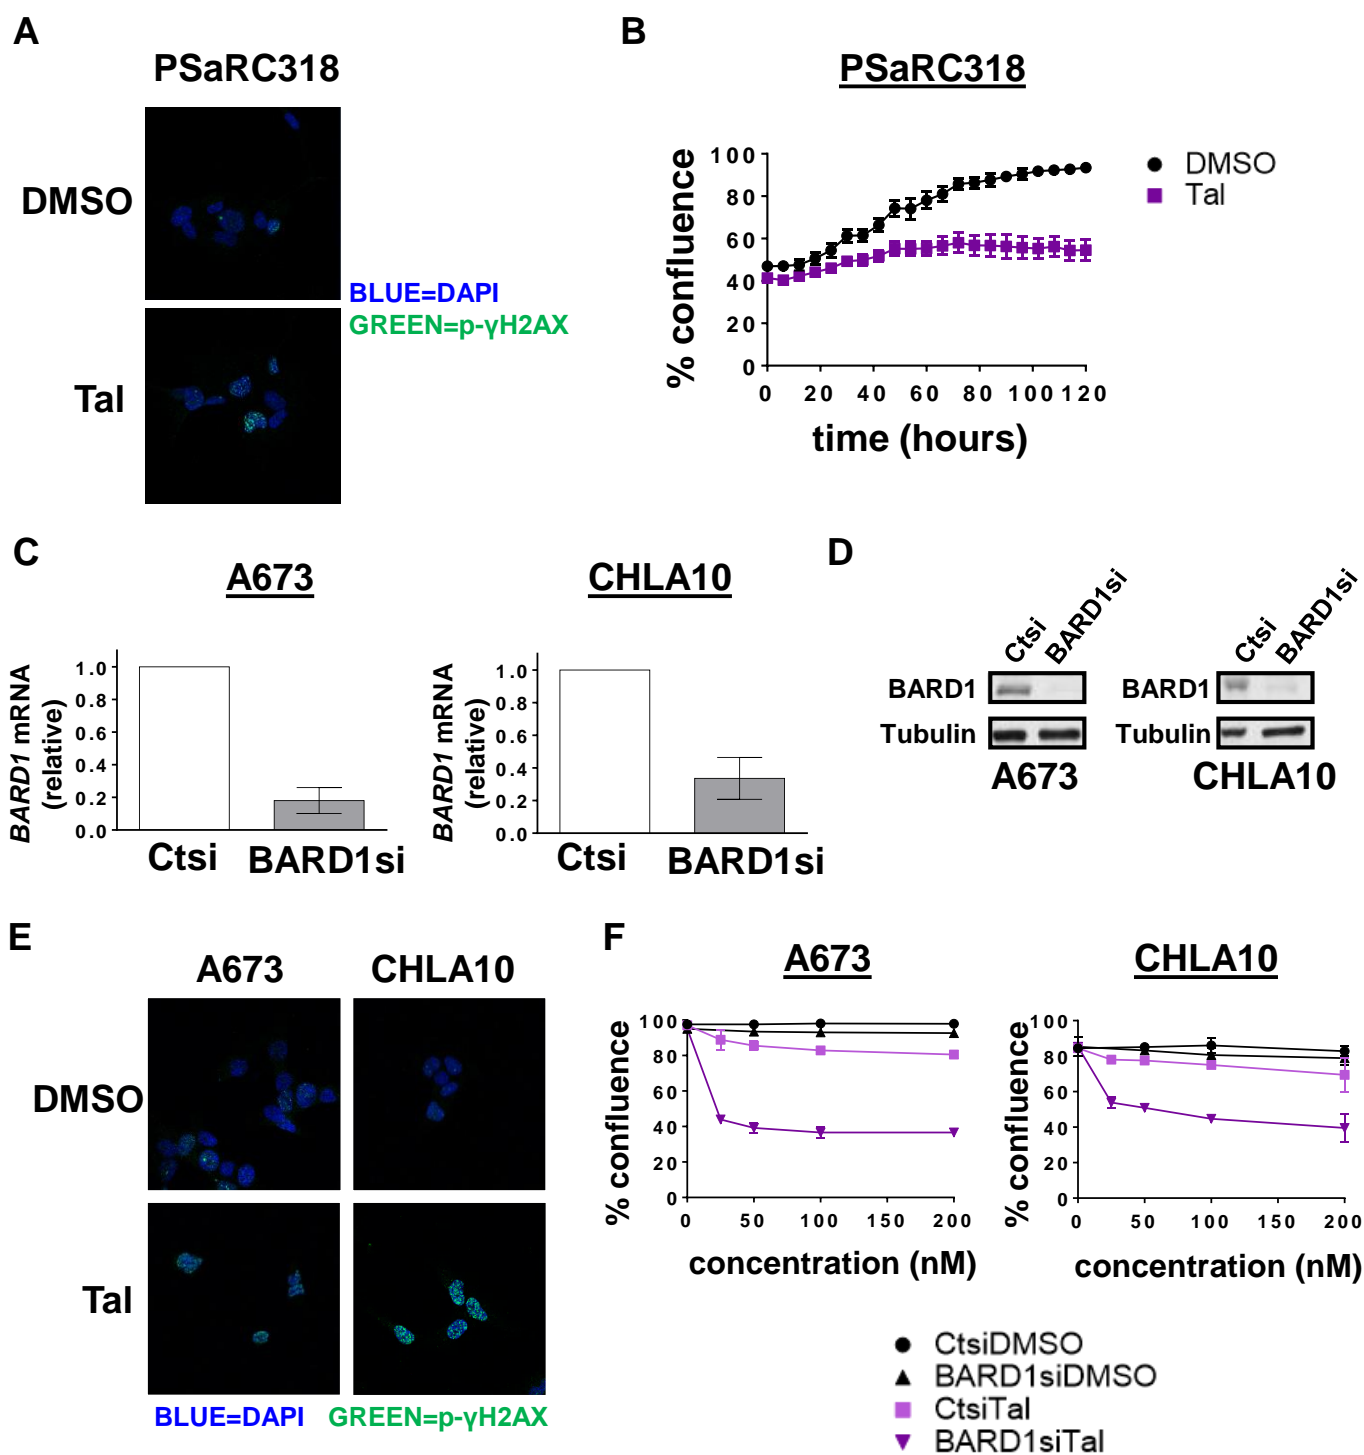 A
PSaRC318
DMSO
BLUE=DAPI
GREEN=p-γH2AX
Tal
B
PSaRC318
% confluence
100
80
60
40
20
0
0 20 40 60 80 100 120
time (hours)
DMSO
Tal
C
A673
BARD1 mRNA
(relative)
1.0
0.8
0.6
0.4
0.2
0.0
Ctsi BARD1si
CHLA10
BARD1 mRNA
(relative)
1.0
0.8
0.6
0.4
0.2
0.0
Ctsi BARD1si
D
Ctsi BARD1si
BARD1
Tubulin
A673
Ctsi BARD1si
BARD1
Tubulin
CHLA10
E
A673 CHLA10
DMSO
Tal
BLUE=DAPI GREEN=p-γH2AX
F
A673
% confluence
100
80
60
40
20
0
0 50 100 150 200
concentration (nM)
CHLA10
% confluence
100
80
60
40
20
0
0 50 100 150 200
concentration (nM)
CtsiDMSO
BARD1siDMSO
CtsiTal
BARD1siTal